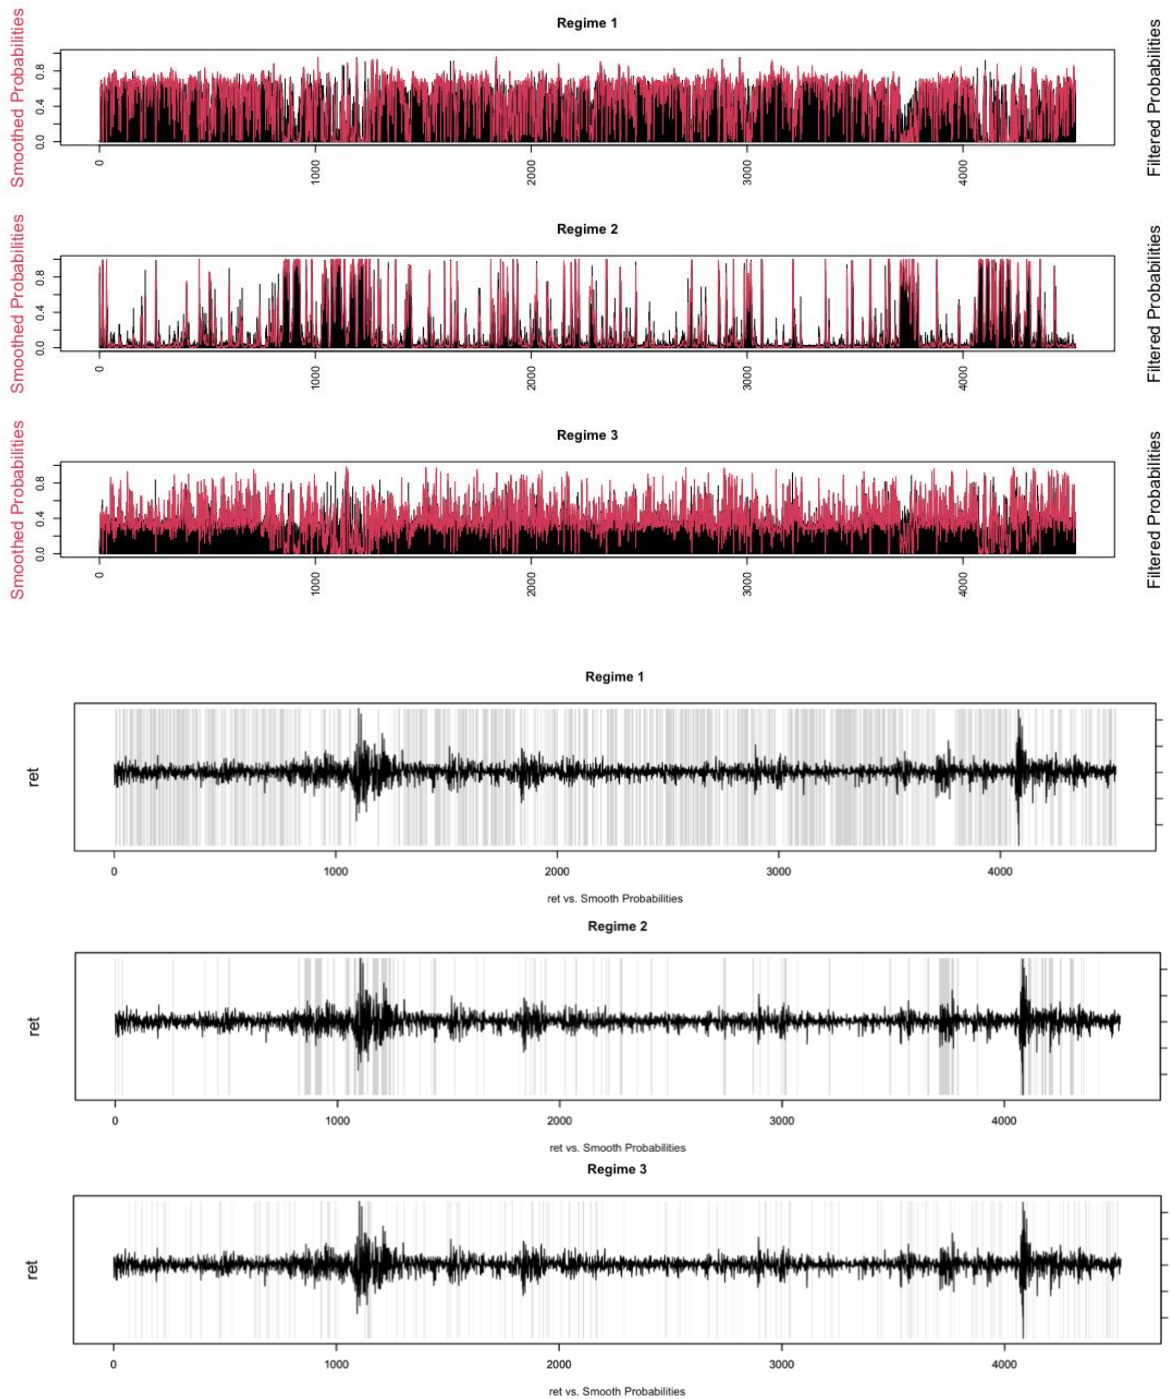 Regime 1
Smoothed Probabilities
0.0 0.4 0.8
Filtered Probabilities
0 1000 2000 3000 4000
Regime 2
Smoothed Probabilities
0.0 0.4 0.8
Filtered Probabilities
0 1000 2000 3000 4000
Regime 3
Smoothed Probabilities
0.0 0.4 0.8
Filtered Probabilities
0 1000 2000 3000 4000
Regime 1
ret
0 1000 2000 3000 4000
ret vs. Smooth Probabilities
Regime 2
ret
0 1000 2000 3000 4000
ret vs. Smooth Probabilities
Regime 3
ret
0 1000 2000 3000 4000
ret vs. Smooth Probabilities